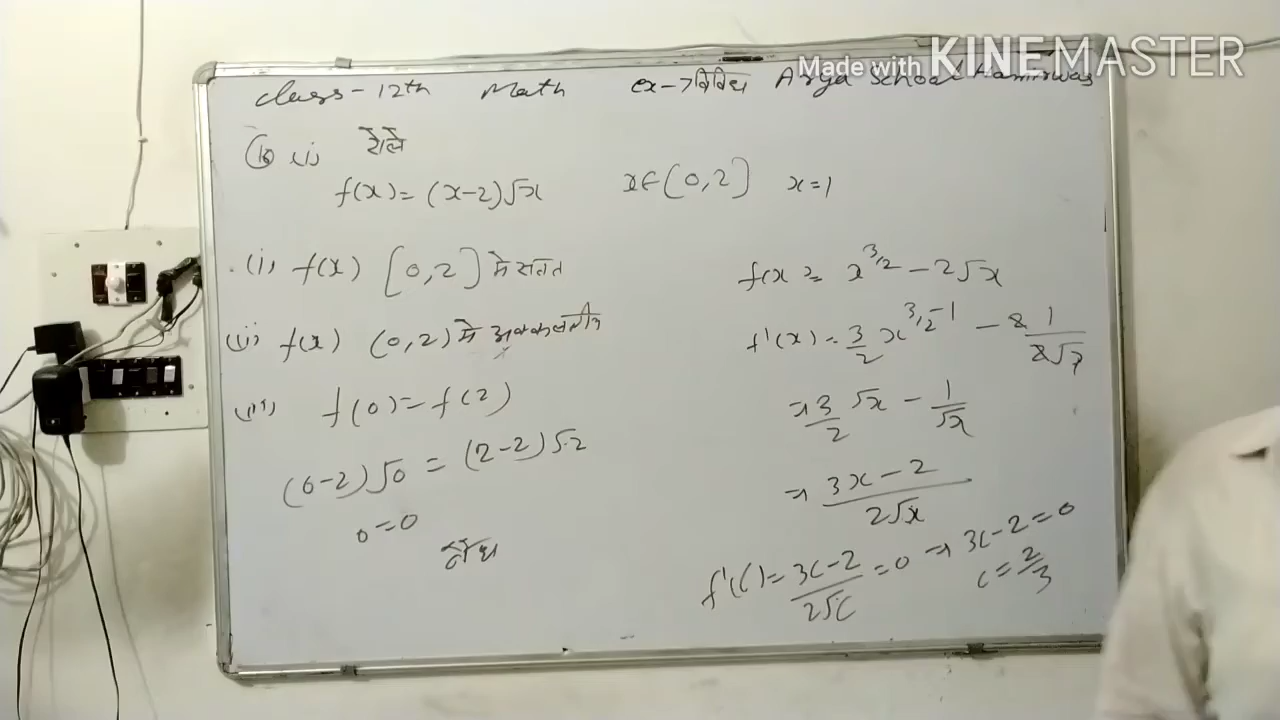 Made with KINEMASTER
class-12th Math ex-7 विविध Arya School Hamirwas
(i) रोले
f(x) = (x-2)√x x∈[0,2] x=1
(i) f(x) [0,2] मे सतत
(ii) f(x) (0,2) मे अवकलनीय
(iii) f(0) = f(2)
(0-2)√0 = (2-2)√2
0=0
f(x) = x^3/2 - 2√x
f'(x) = 3/2 x^3/2-1 - 2 1/2√x
⇒ 3/2 √x - 1/√x
⇒ 3x-2/2√x
f'(c) = 3c-2/2√c = 0 ⇒ 3c-2=0
c = 2/3